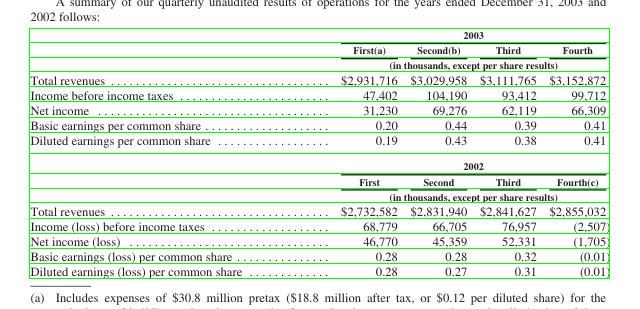 A summary of our quarterly unaudited results of operations for the years ended December 31, 2003 and
2002 follows:
2003
First(a) Second(b) Third Fourth
(in thousands, except per share results)
Total revenues . . . . . . . . . . . . . . . . . . . . . . . . . . . . . . . . . . $2,931,716 $3,029,958 $3,111,765 $3,152,872
Income before income taxes . . . . . . . . . . . . . . . . . . . . . . . 47,402 104,190 93,412 99,712
Net income . . . . . . . . . . . . . . . . . . . . . . . . . . . . . . . . . . . . 31,230 69,276 62,119 66,309
Basic earnings per common share . . . . . . . . . . . . . . . . . . . 0.20 0.44 0.39 0.41
Diluted earnings per common share . . . . . . . . . . . . . . . . . 0.19 0.43 0.38 0.41
2002
First Second Third Fourth(c)
(in thousands, except per share results)
Total revenues . . . . . . . . . . . . . . . . . . . . . . . . . . . . . . . . . . $2,732,582 $2,831,940 $2,841,627 $2,855,032
Income (loss) before income taxes . . . . . . . . . . . . . . . . . . 68,779 66,705 76,957 (2,507)
Net income (loss) . . . . . . . . . . . . . . . . . . . . . . . . . . . . . . . 46,770 45,359 52,331 (1,705)
Basic earnings (loss) per common share . . . . . . . . . . . . . . 0.28 0.28 0.32 (0.01)
Diluted earnings (loss) per common share . . . . . . . . . . . . 0.28 0.27 0.31 (0.01)
(a) Includes expenses of $30.8 million pretax ($18.8 million after tax, or $0.12 per diluted share) for the